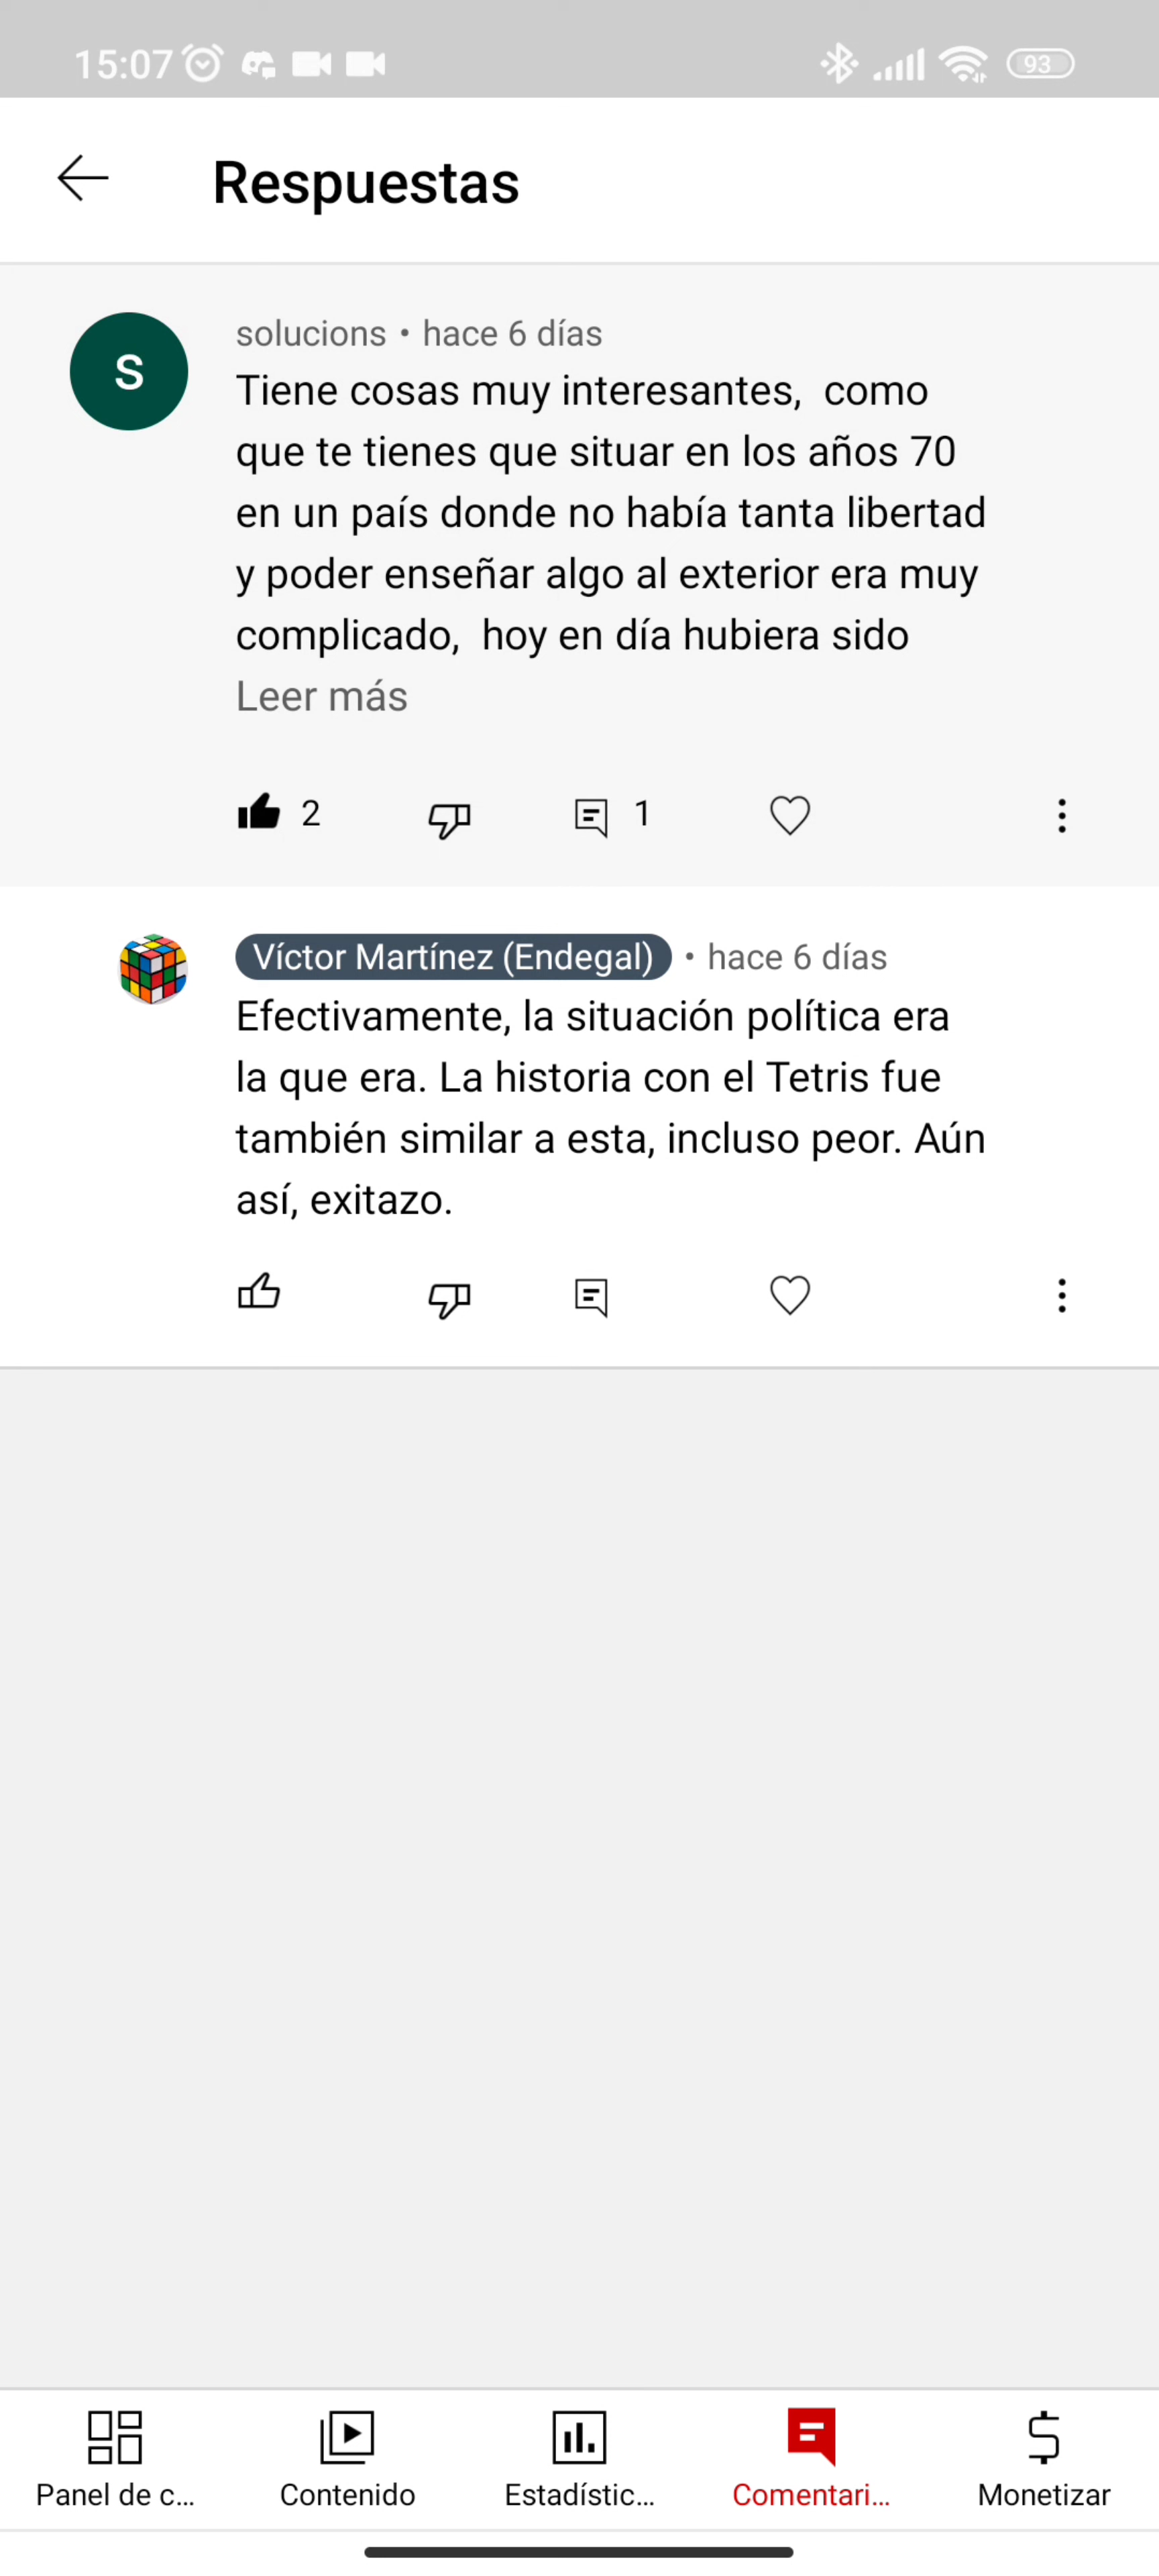 15:07
93
Respuestas
S
solucions • hace 6 días
Tiene cosas muy interesantes,  como
que te tienes que situar en los años 70
en un país donde no había tanta libertad
y poder enseñar algo al exterior era muy
complicado,  hoy en día hubiera sido
Leer más
2
1
Víctor Martínez (Endegal) • hace 6 días
Efectivamente, la situación política era
la que era. La historia con el Tetris fue
también similar a esta, incluso peor. Aún
así, exitazo.
Panel de c...
Contenido
Estadístic...
Comentari...
Monetizar